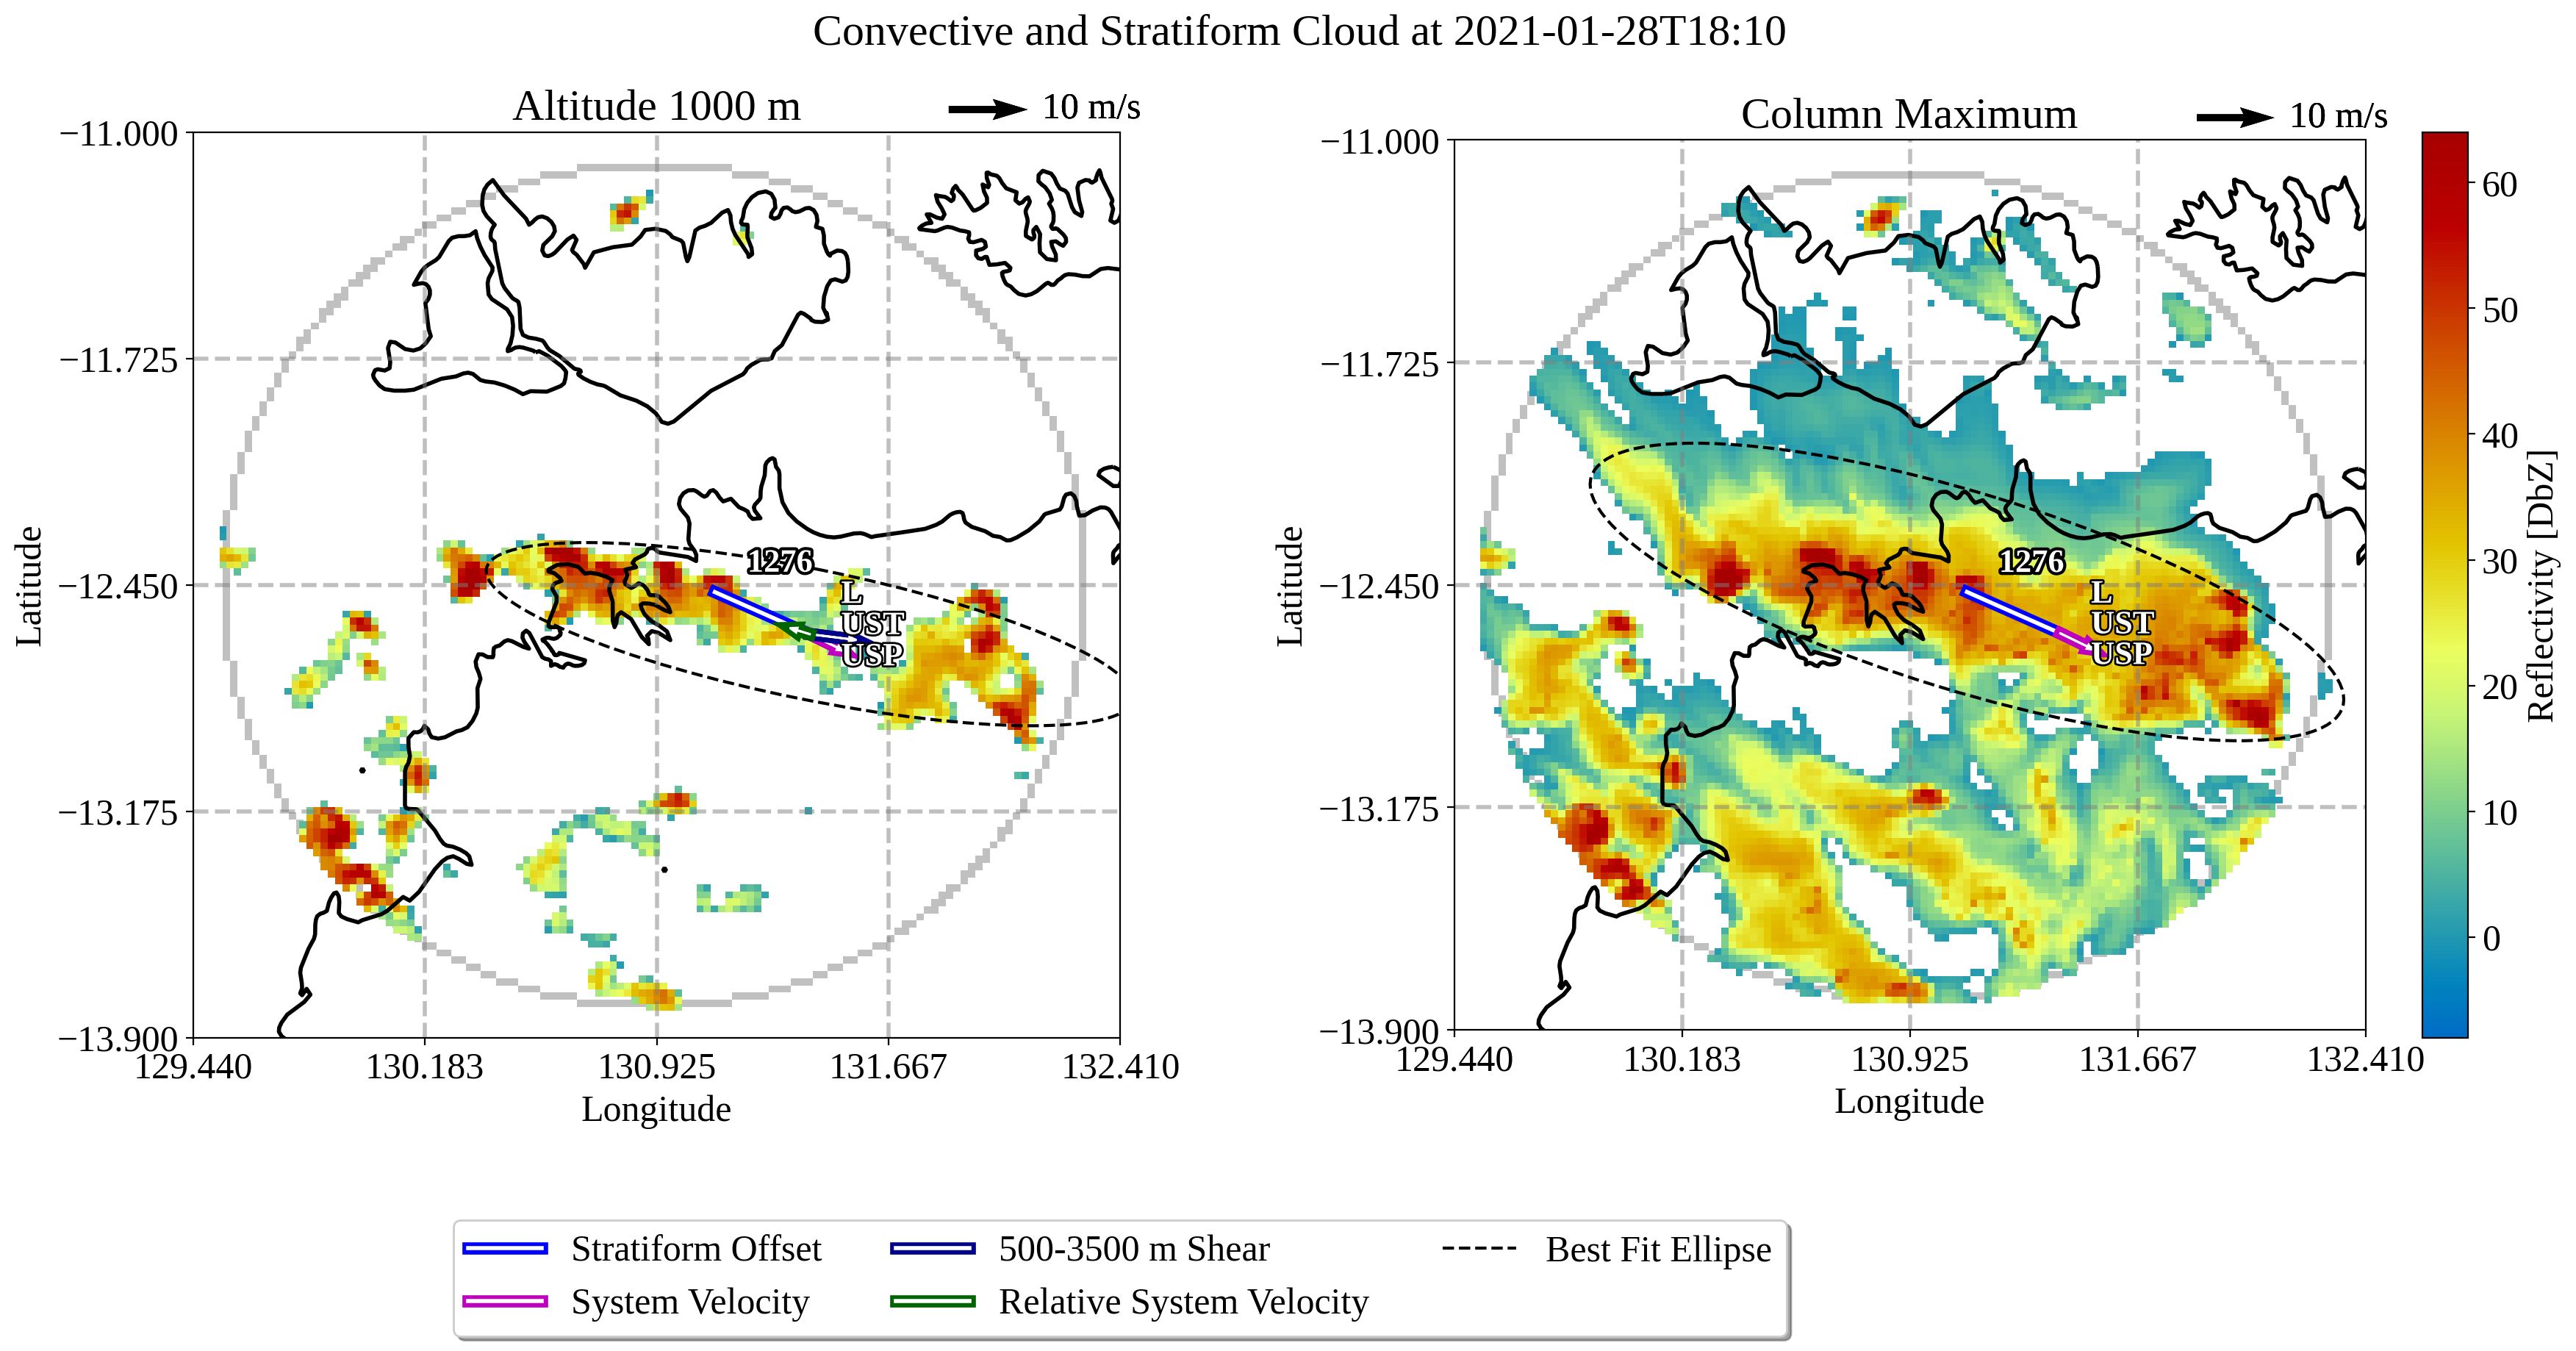 Convective and Stratiform Cloud at 2021-01-28T18:10
Altitude 1000 m
10 m/s
−11.000
−11.725
−12.450
−13.175
−13.900
Latitude
129.440
130.183
130.925
131.667
132.410
Longitude
1276
L
UST
USP
Column Maximum
10 m/s
−11.000
−11.725
−12.450
−13.175
−13.900
Latitude
129.440
130.183
130.925
131.667
132.410
Longitude
1276
L
UST
USP
60
50
40
30
20
10
0
Reflectivity [DbZ]
Stratiform Offset
System Velocity
500-3500 m Shear
Relative System Velocity
Best Fit Ellipse